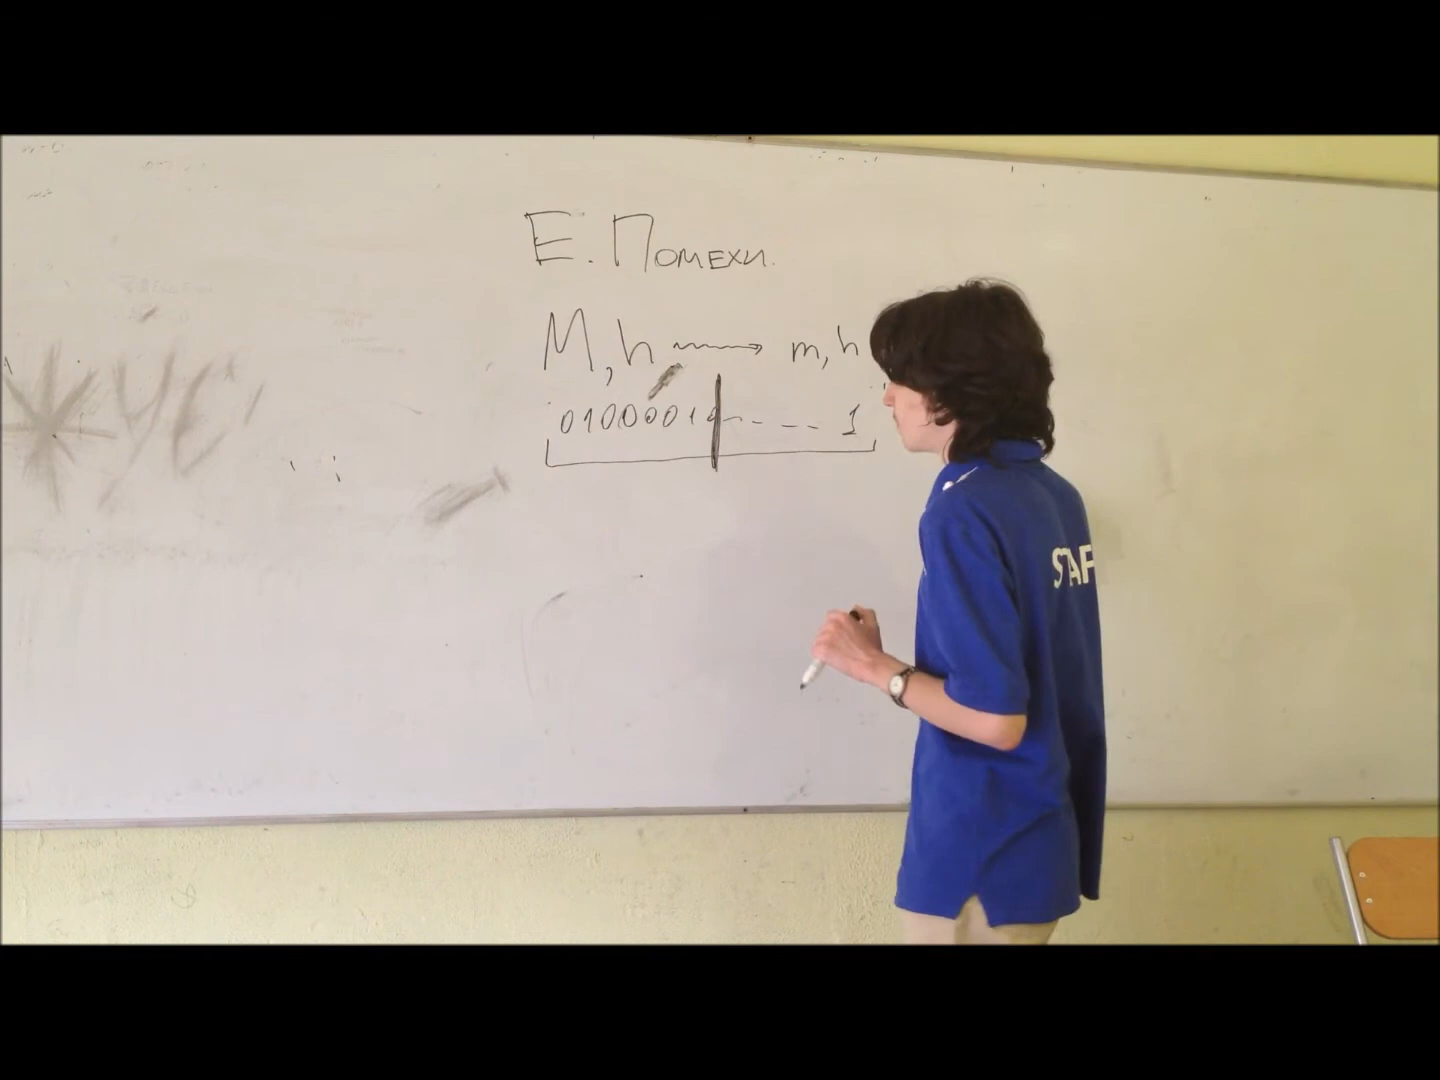 E. Помехи.
M, h → m, h
0100001 - - - - 1
STAF